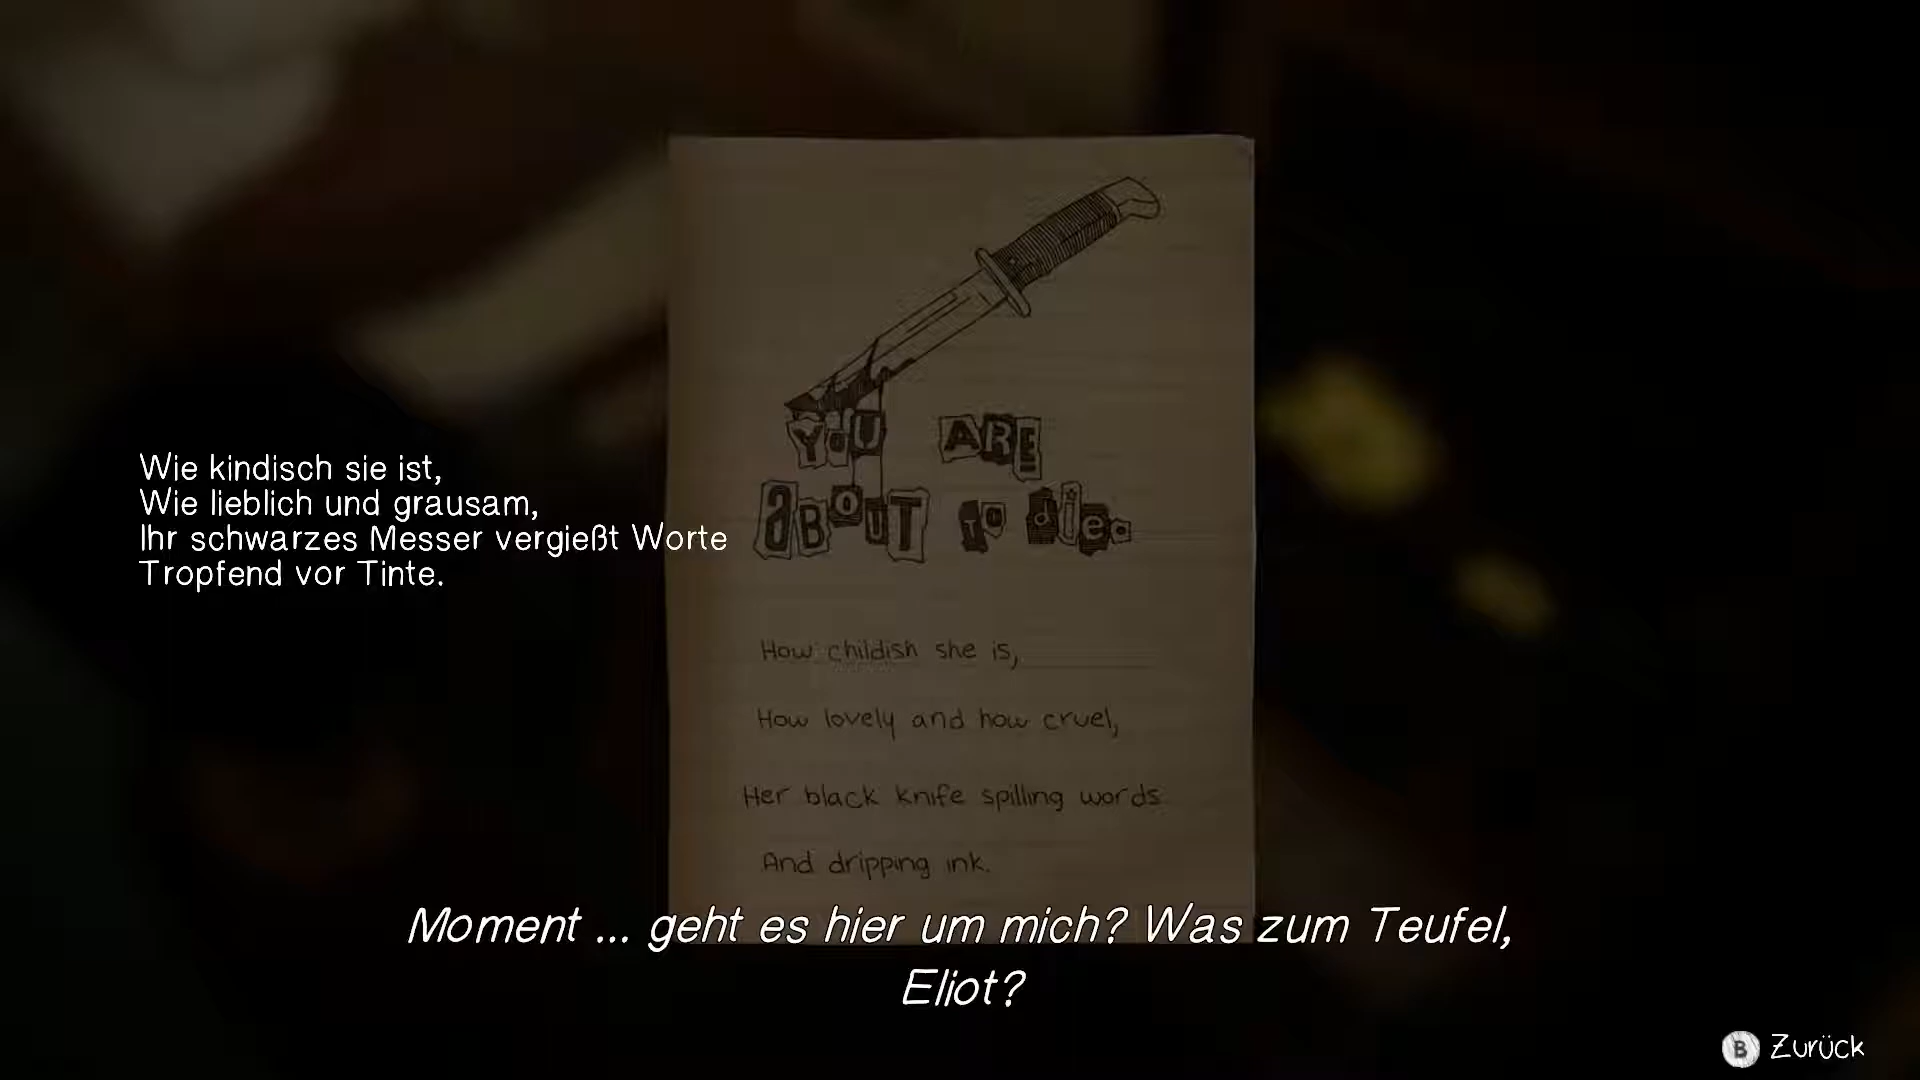 YOU ARE
ABOUT TO die
Wie kindisch sie ist,
Wie lieblich und grausam,
Ihr schwarzes Messer vergießt Worte
Tropfend vor Tinte.
How childish she is,
How lovely and how cruel,
Her black knife spilling words
And dripping ink.
Moment ... geht es hier um mich? Was zum Teufel,
Eliot?
B Zurück